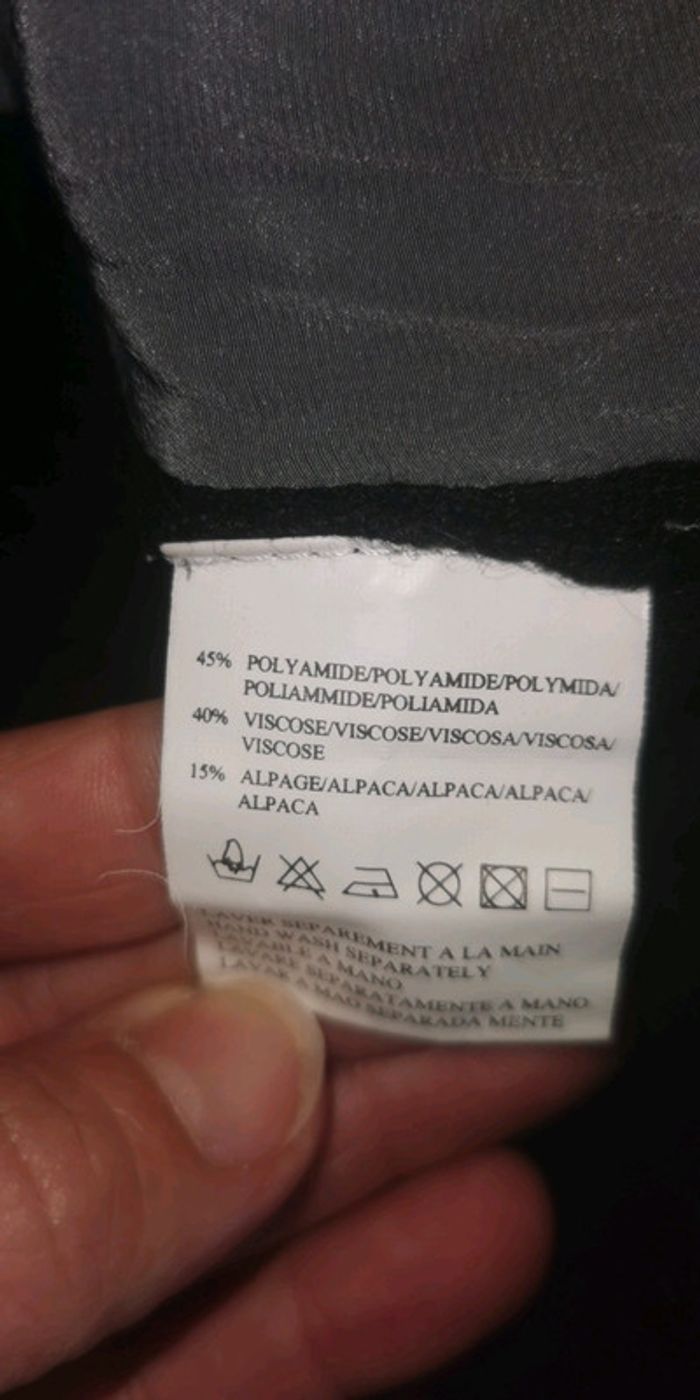 45% POLYAMIDE/POLYAMIDE/POLYMIDA/
POLIAMMIDE/POLIAMIDA
40% VISCOSE/VISCOSE/VISCOSA/VISCOSA/
VISCOSE
15% ALPAGE/ALPACA/ALPACA/ALPACA/
ALPACA
LAVER SEPAREMENT A LA MAIN
HAND WASH SEPARATELY
LAVABLE A MANO
LAVARE SEPARATAMENTE A MANO
LAVAR A MAO SEPARADA MENTE